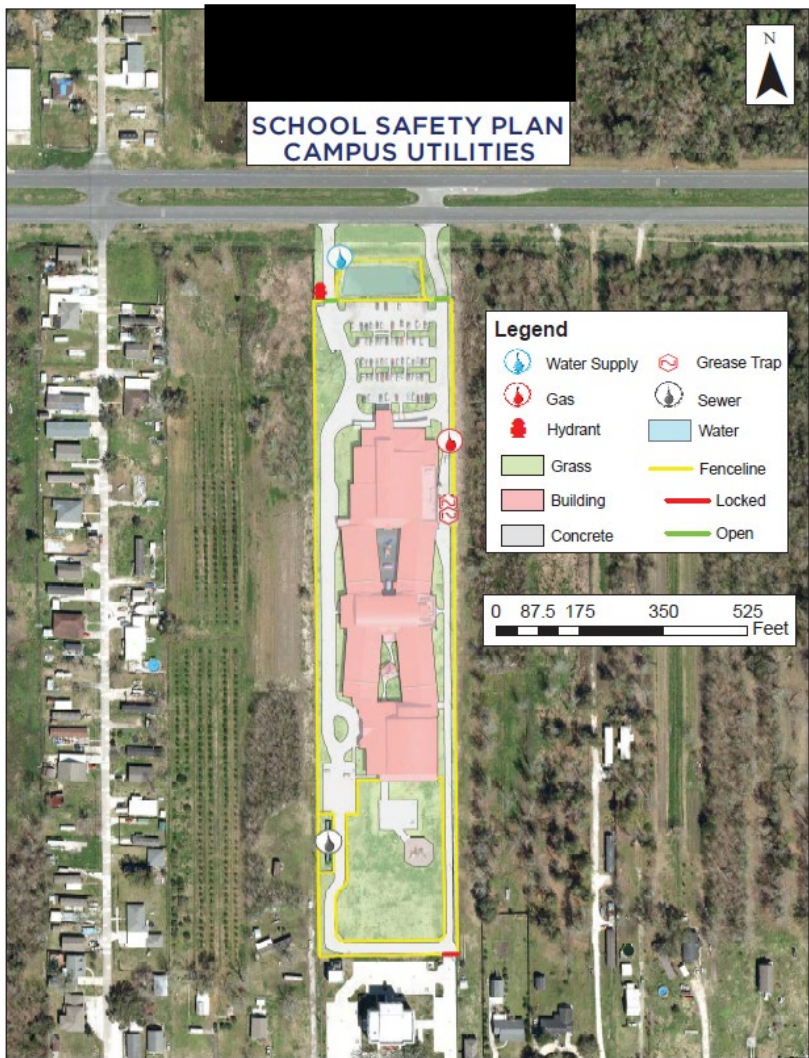 SCHOOL SAFETY PLAN
CAMPUS UTILITIES
N
Legend
Water Supply
Grease Trap
Gas
Sewer
Hydrant
Water
Grass
Fenceline
Building
Locked
Concrete
Open
0 87.5 175 350 525
Feet